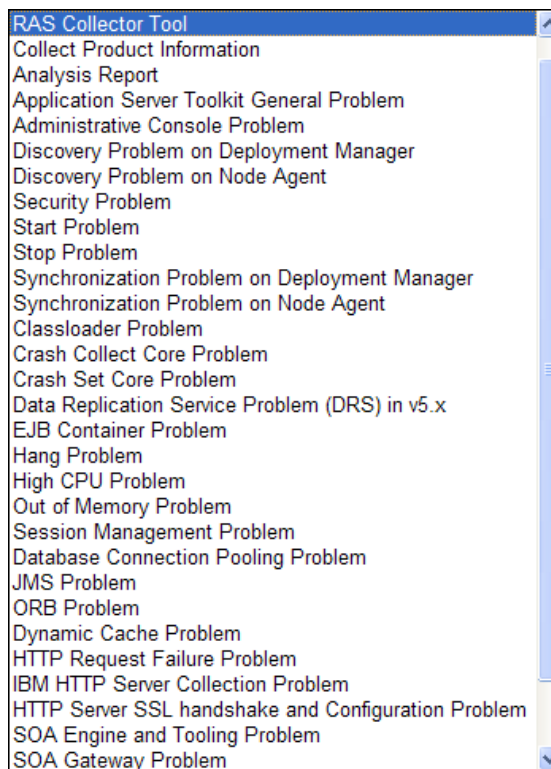 RAS Collector Tool
Collect Product Information
Analysis Report
Application Server Toolkit General Problem
Administrative Console Problem
Discovery Problem on Deployment Manager
Discovery Problem on Node Agent
Security Problem
Start Problem
Stop Problem
Synchronization Problem on Deployment Manager
Synchronization Problem on Node Agent
Classloader Problem
Crash Collect Core Problem
Crash Set Core Problem
Data Replication Service Problem (DRS) in v5.x
EJB Container Problem
Hang Problem
High CPU Problem
Out of Memory Problem
Session Management Problem
Database Connection Pooling Problem
JMS Problem
ORB Problem
Dynamic Cache Problem
HTTP Request Failure Problem
IBM HTTP Server Collection Problem
HTTP Server SSL handshake and Configuration Problem
SOA Engine and Tooling Problem
SOA Gateway Problem